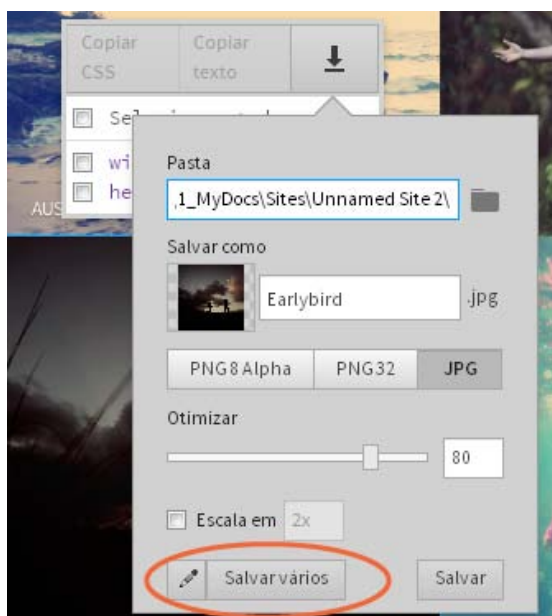 Copiar Copiar
CSS texto
Se
wi
he
AUS
Pasta
1_MyDocs\Sites\Unnamed Site 2\
Salvar como
Earlybird .jpg
PNG8 Alpha PNG32 JPG
Otimizar
80
Escala em 2x
Salvar vários Salvar